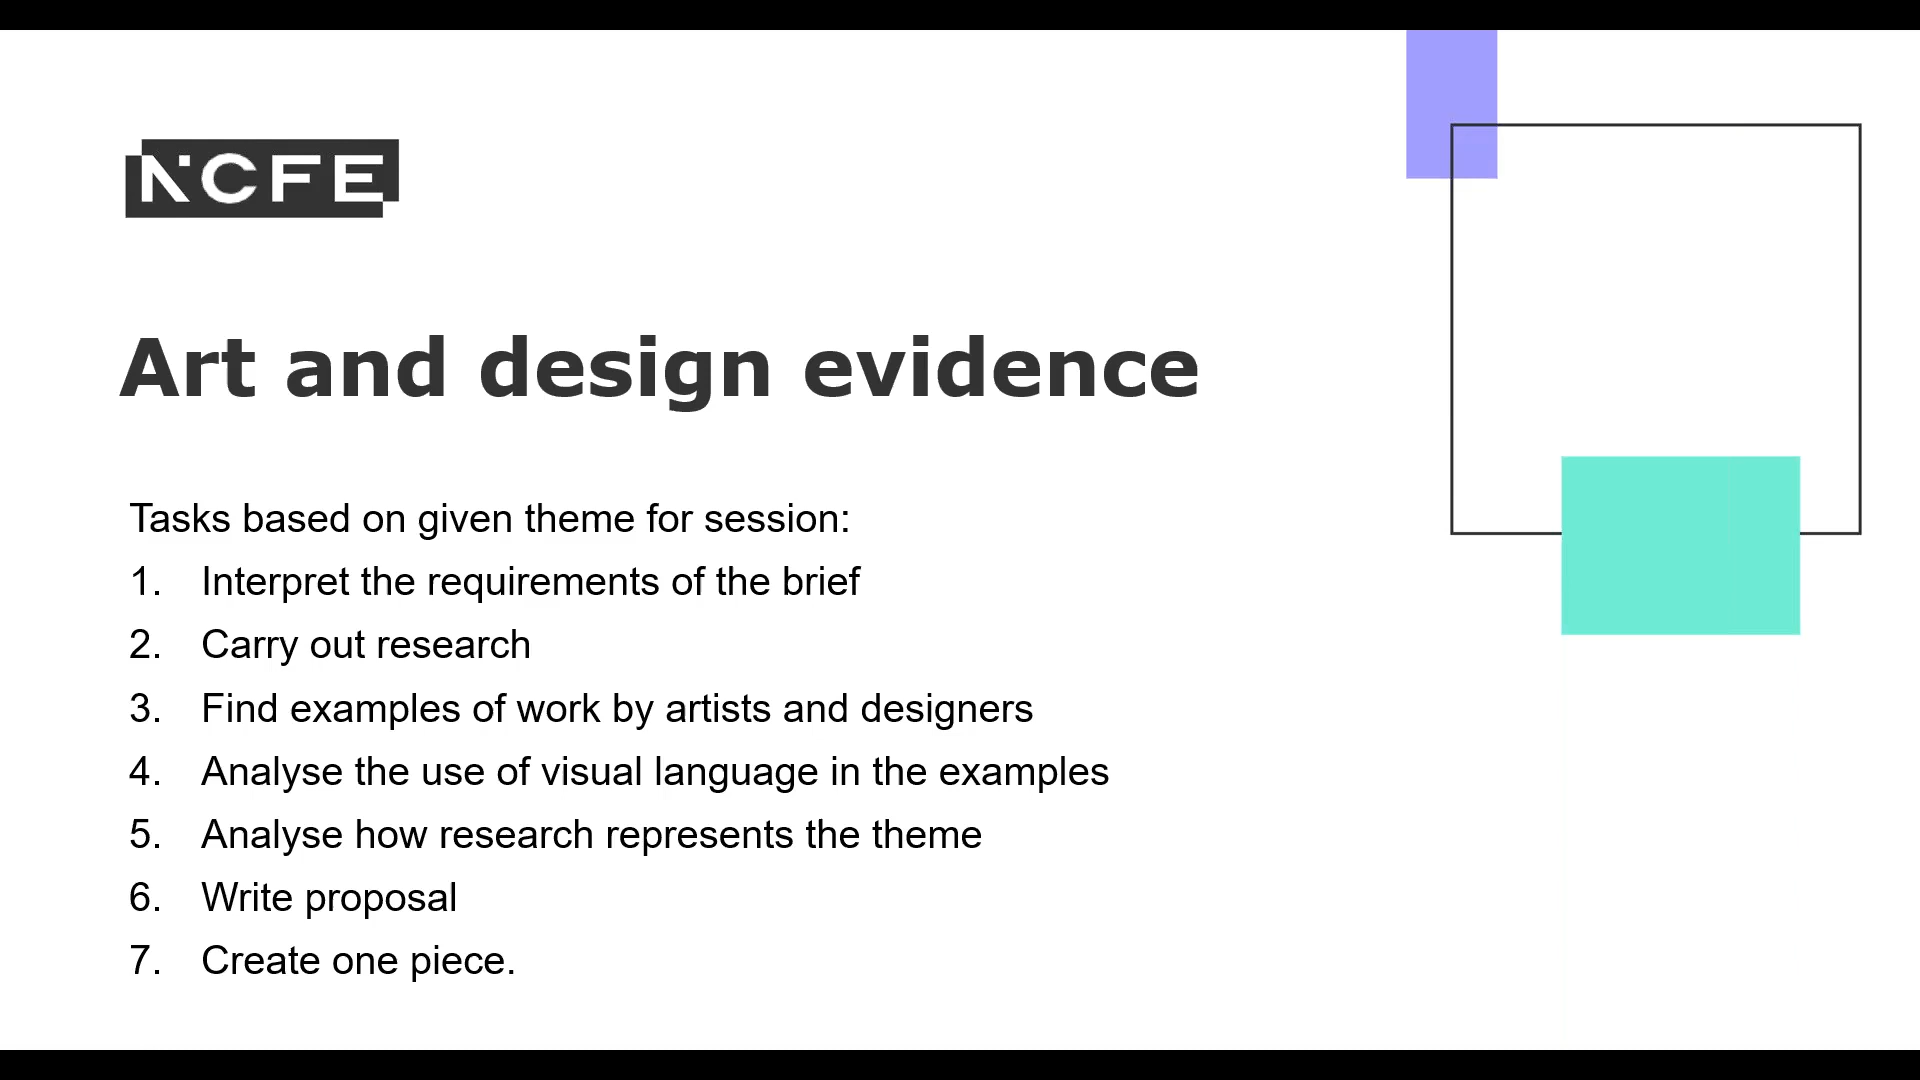 NCFE
Art and design evidence
Tasks based on given theme for session:
1. Interpret the requirements of the brief
2. Carry out research
3. Find examples of work by artists and designers
4. Analyse the use of visual language in the examples
5. Analyse how research represents the theme
6. Write proposal
7. Create one piece.